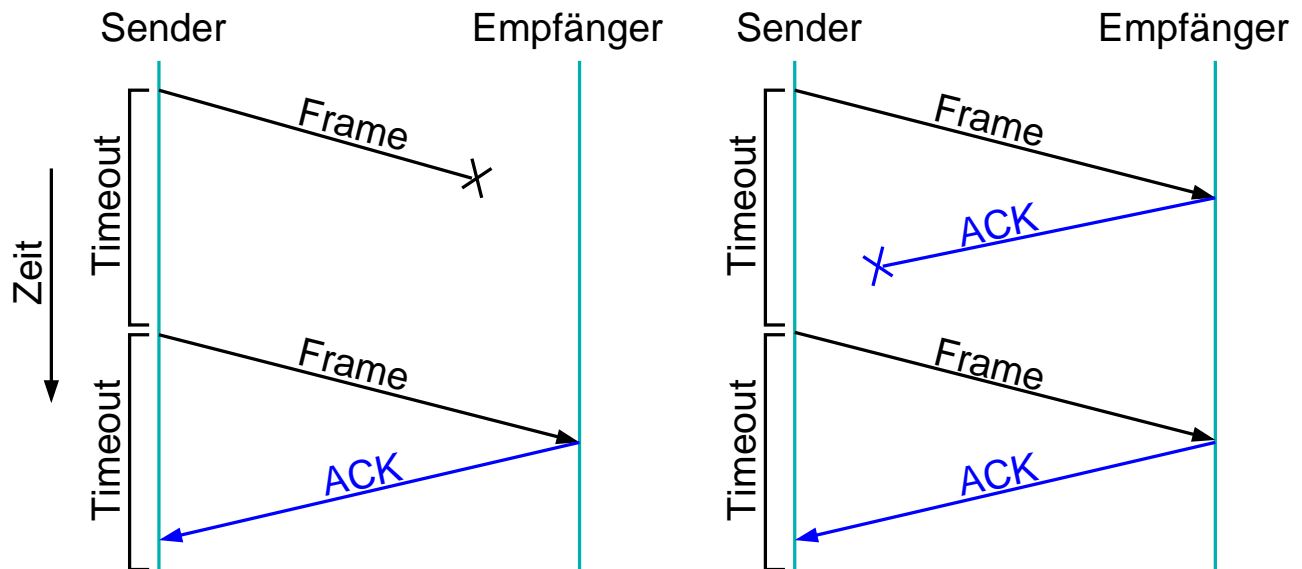 Sender
Empfänger
Frame
Timeout
Zeit
Frame
ACK
Timeout
Sender
Empfänger
Frame
ACK
Timeout
Frame
ACK
Timeout